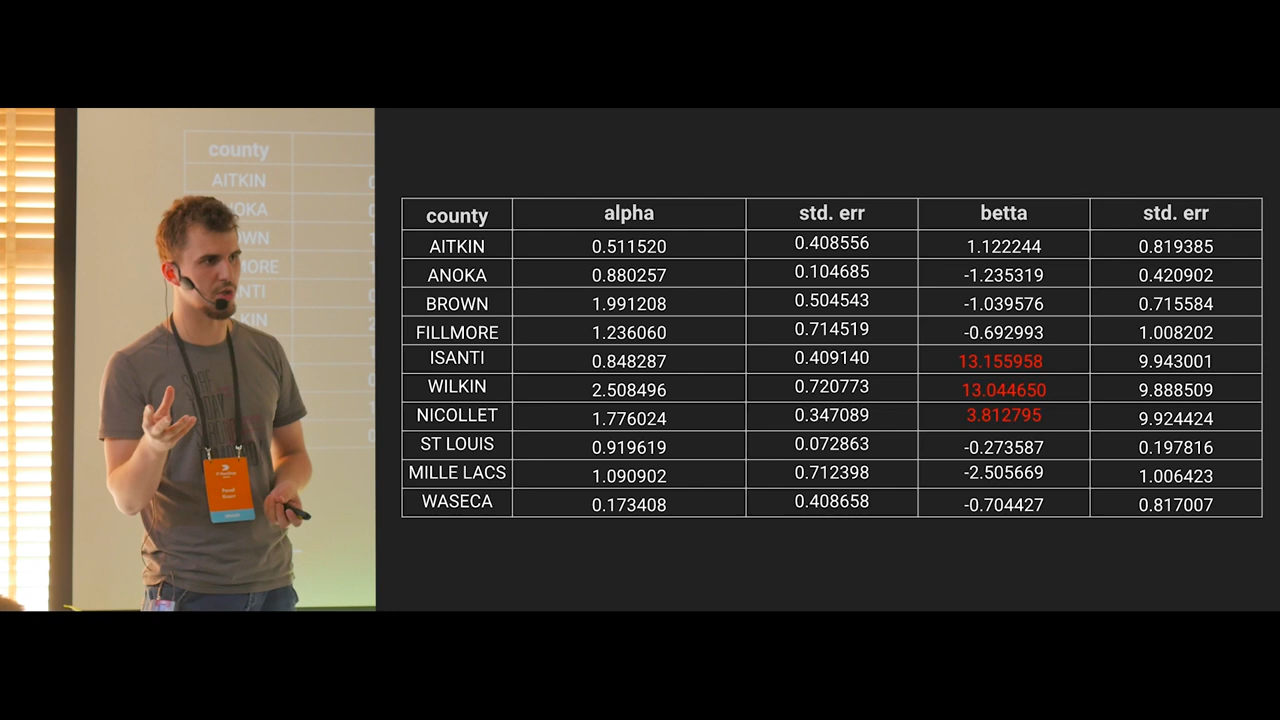 county
AITKIN
county alpha std. err betta std. err
AITKIN 0.511520 0.408556 1.122244 0.819385
ANOKA 0.880257 0.104685 -1.235319 0.420902
BROWN 1.991208 0.504543 -1.039576 0.715584
FILLMORE 1.236060 0.714519 -0.692993 1.008202
ISANTI 0.848287 0.409140 13.155958 9.943001
WILKIN 2.508496 0.720773 13.044650 9.888509
NICOLLET 1.776024 0.347089 3.812795 9.924424
ST LOUIS 0.919619 0.072863 -0.273587 0.197816
MILLE LACS 1.090902 0.712398 -2.505669 1.006423
WASECA 0.173408 0.408658 -0.704427 0.817007